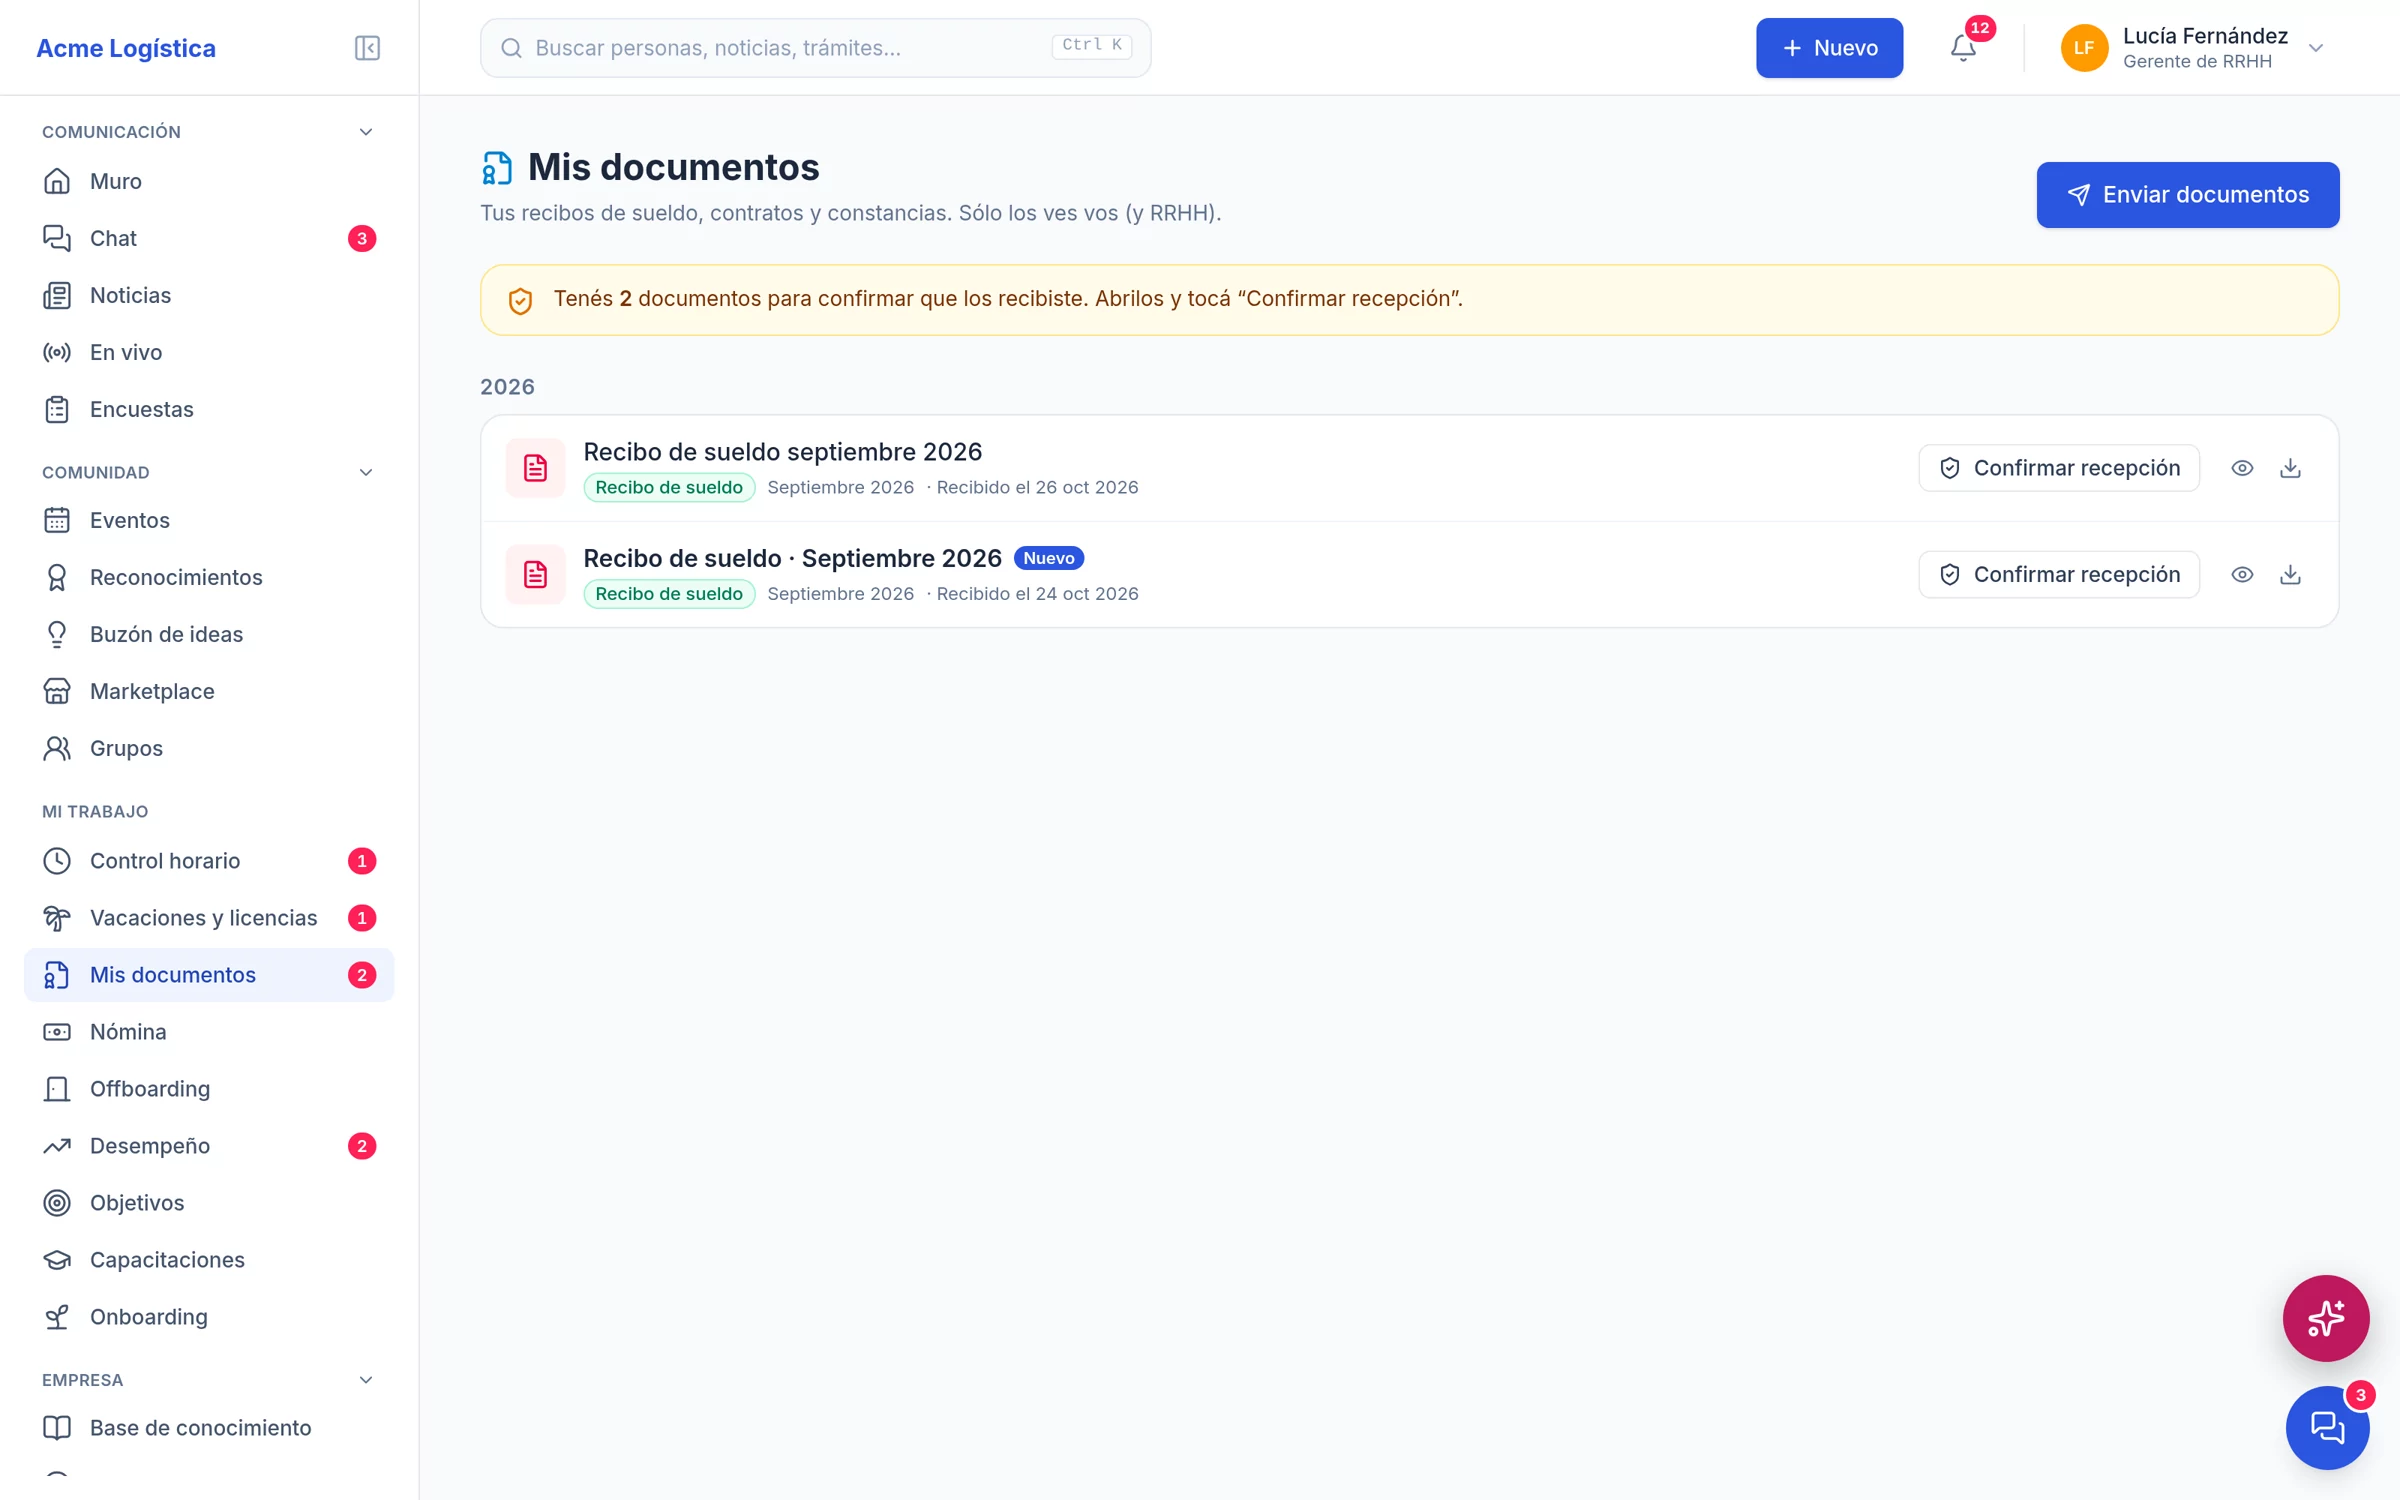 Acme Logística
Buscar personas, noticias, trámites...
Ctrl K
Nuevo
12
LF
Lucía Fernández
Gerente de RRHH
COMUNICACIÓN
Muro
Chat
3
Noticias
En vivo
Encuestas
COMUNIDAD
Eventos
Reconocimientos
Buzón de ideas
Marketplace
Grupos
MI TRABAJO
Control horario
1
Vacaciones y licencias
1
Mis documentos
2
Nómina
Offboarding
Desempeño
2
Objetivos
Capacitaciones
Onboarding
EMPRESA
Base de conocimiento
Mis documentos
Tus recibos de sueldo, contratos y constancias. Sólo los ves vos (y RRHH).
Enviar documentos
Tenés 2 documentos para confirmar que los recibiste. Abrilos y tocá “Confirmar recepción”.
2026
Recibo de sueldo septiembre 2026
Recibo de sueldo Septiembre 2026 · Recibido el 26 oct 2026
Confirmar recepción
Recibo de sueldo · Septiembre 2026 Nuevo
Recibo de sueldo Septiembre 2026 · Recibido el 24 oct 2026
Confirmar recepción
3